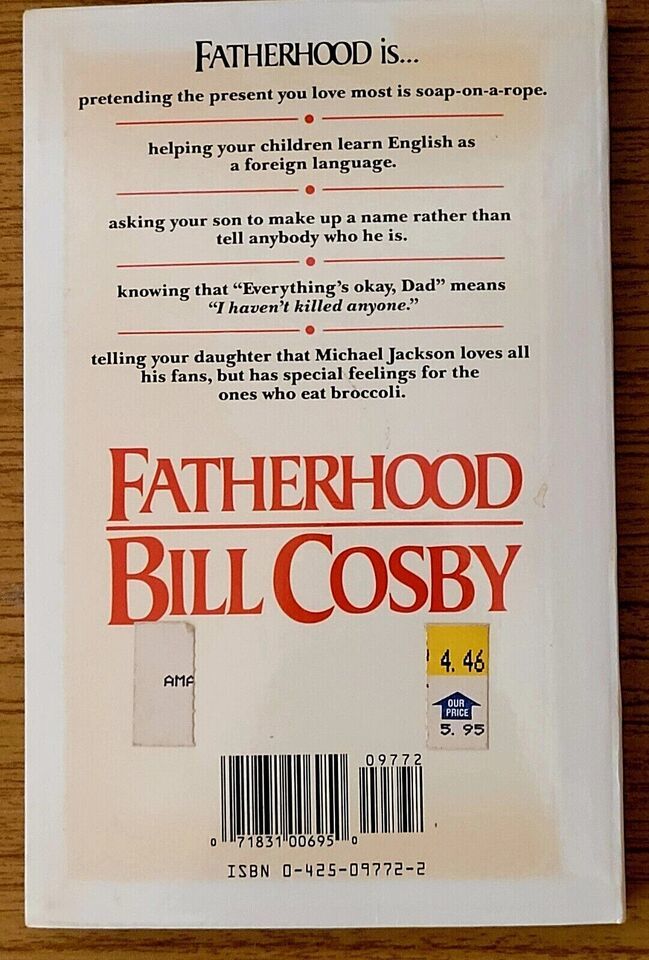 FATHERHOOD is...
pretending the present you love most is soap-on-a-rope.
helping your children learn English as
a foreign language.
asking your son to make up a name rather than
tell anybody who he is.
knowing that “Everything’s okay, Dad” means
“I haven’t killed anyone.”
telling your daughter that Michael Jackson loves all
his fans, but has special feelings for the
ones who eat broccoli.
FATHERHOOD
BILL COSBY
AMA
4.46
OUR
PRICE
5.95
09772
0 71831 00695 0
ISBN 0-425-09772-2